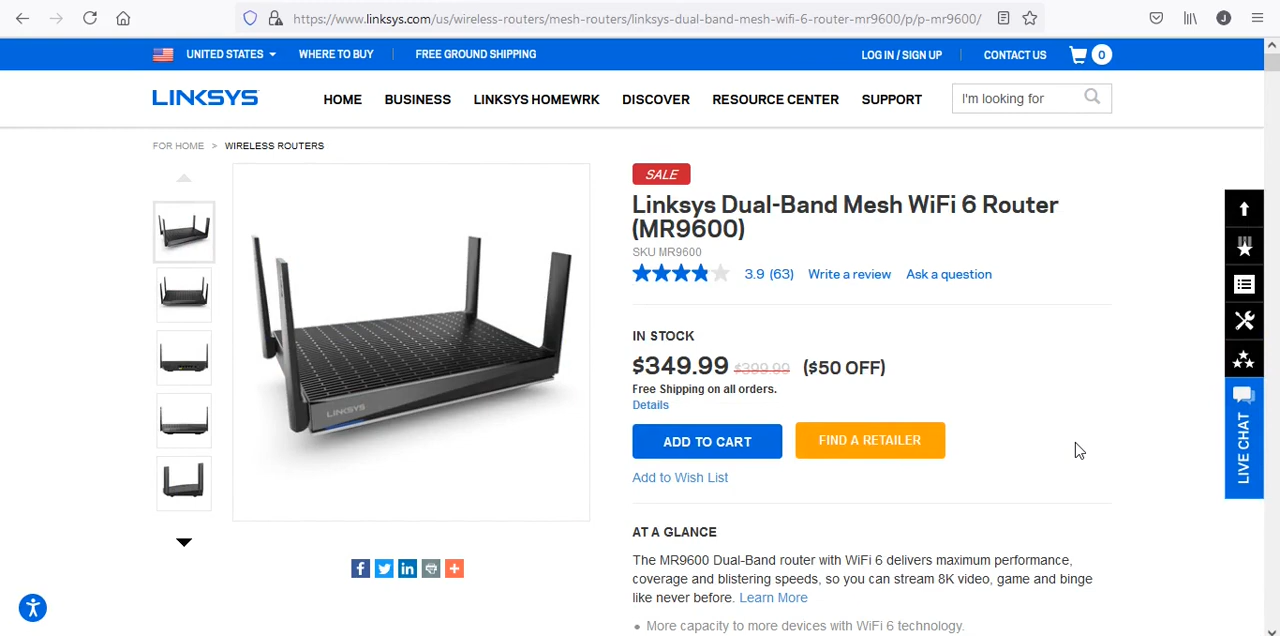 https://www.linksys.com/us/wireless-routers/mesh-routers/linksys-dual-band-mesh-wifi-6-router-mr9600/p/p-mr9600/
J
UNITED STATES WHERE TO BUY FREE GROUND SHIPPING LOG IN / SIGN UP CONTACT US 0
LINKSYS HOME BUSINESS LINKSYS HOMEWRK DISCOVER RESOURCE CENTER SUPPORT I'm looking for
FOR HOME > WIRELESS ROUTERS
LINKSYS
SALE
Linksys Dual-Band Mesh WiFi 6 Router
(MR9600)
SKU MR9600
3.9 (63) Write a review Ask a question
IN STOCK
$349.99 $399.99 ($50 OFF)
Free Shipping on all orders.
Details
ADD TO CART FIND A RETAILER
Add to Wish List
AT A GLANCE
The MR9600 Dual-Band router with WiFi 6 delivers maximum performance,
coverage and blistering speeds, so you can stream 8K video, game and binge
like never before. Learn More
• More capacity to more devices with WiFi 6 technology.
LIVE CHAT